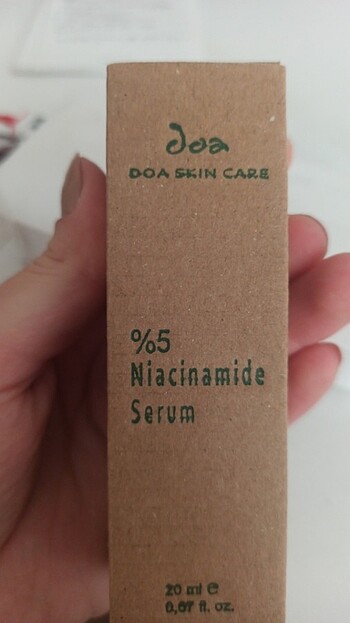 doa
DOA SKIN CARE
%5
Niacinamide
Serum
20 ml ℮
0,67 fl. oz.